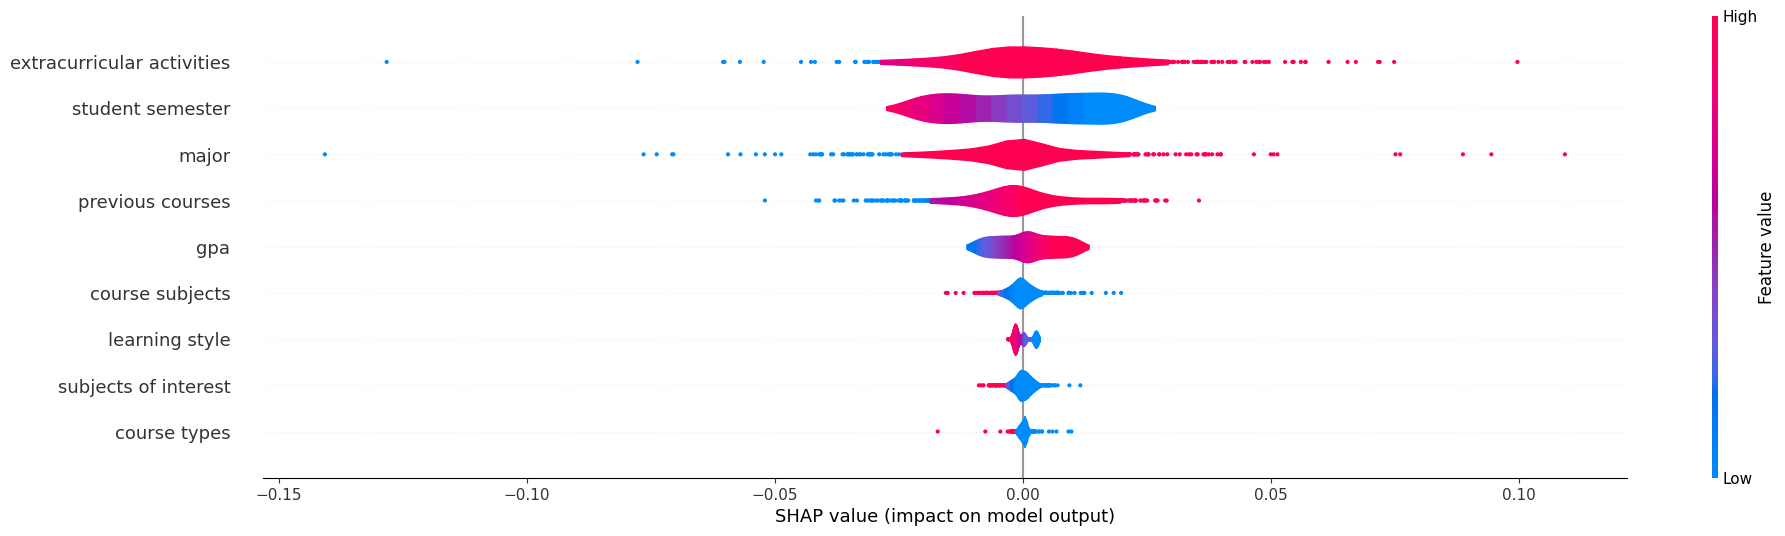 extracurricular activities
student semester
major
previous courses
gpa
course subjects
learning style
subjects of interest
course types
−0.15 −0.10 −0.05 0.00 0.05 0.10
SHAP value (impact on model output)
High
Feature value
Low